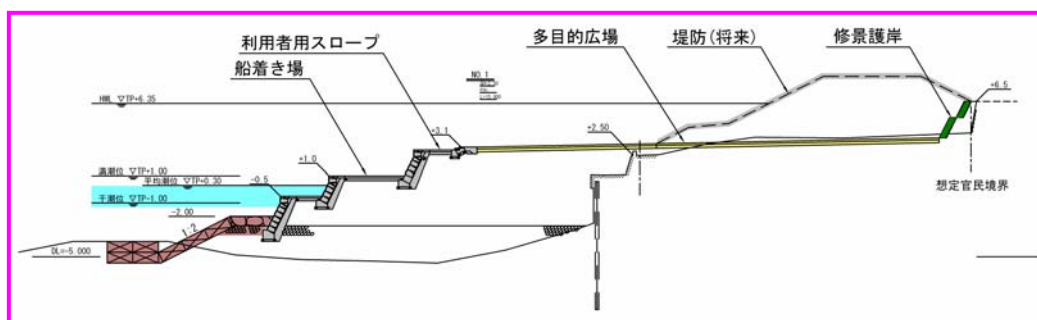 利用者用スロープ
船着き場
多目的広場
堤防(将来)
修景護岸
NO.1
HWL ▽TP+6.35
+6.5
+3.1
+2.50
+1.0
満潮位 ▽TP+1.00
平均潮位 ▽TP+0.30
-0.5
干潮位 ▽TP-1.00
-2.00
1:2
想定官民境界
DL=-5.000